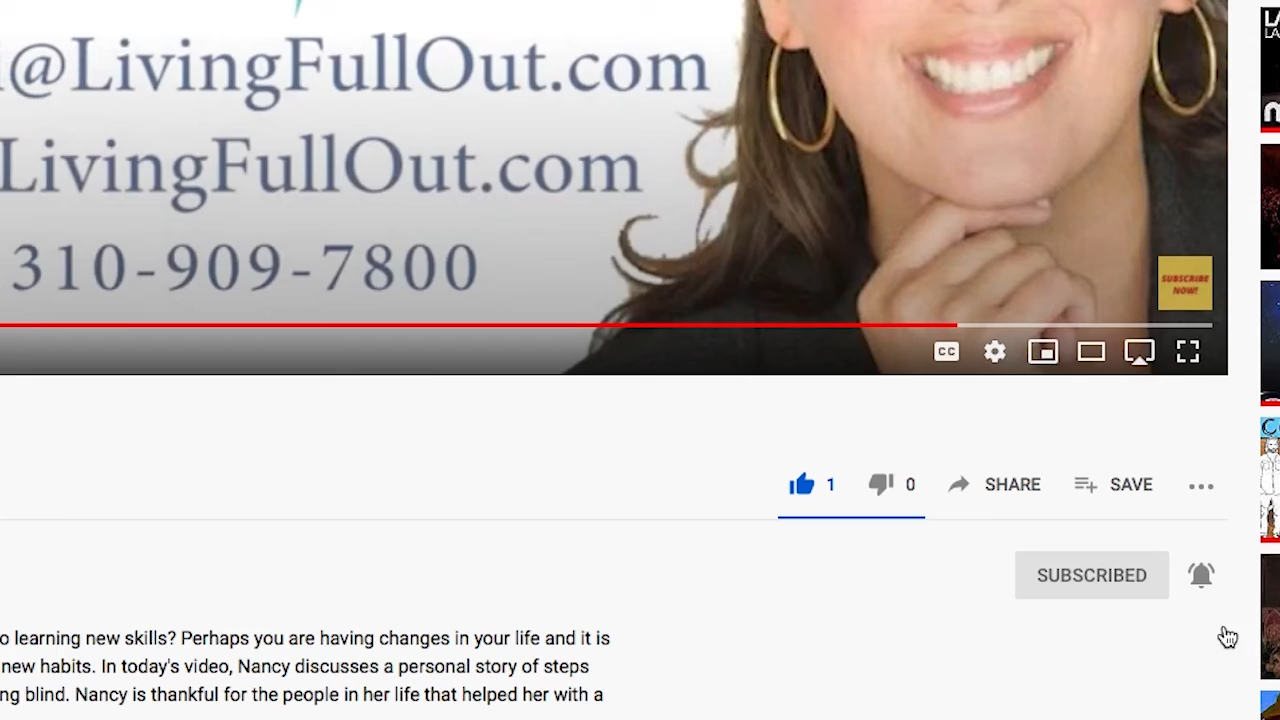 i@LivingFullOut.com
LivingFullOut.com
310-909-7800
SUBSCRIBE
NOW!
CC
1
0
SHARE
SAVE
SUBSCRIBED
o learning new skills? Perhaps you are having changes in your life and it is
new habits. In today's video, Nancy discusses a personal story of steps
ng blind. Nancy is thankful for the people in her life that helped her with a